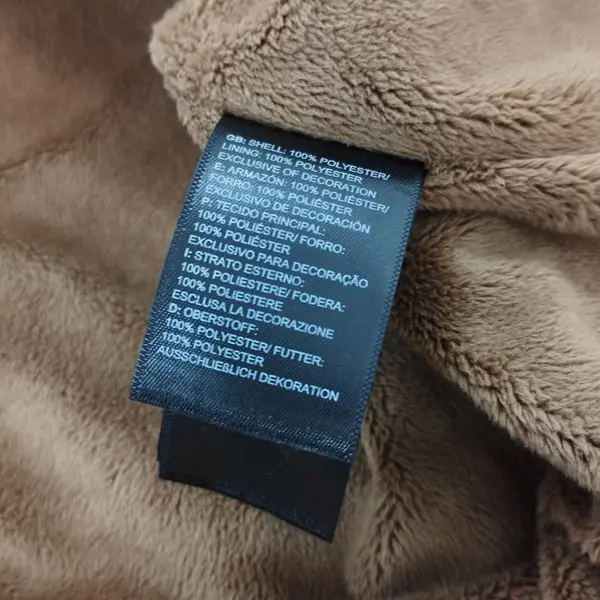 GB: SHELL: 100% POLYESTER/
LINING: 100% POLYESTER
EXCLUSIVE OF DECORATION
E: ARMAZÓN: 100% POLIÉSTER/
FORRO: 100% POLIÉSTER
EXCLUSIVO DE DECORACIÓN
P: TECIDO PRINCIPAL:
100% POLIÉSTER/ FORRO:
100% POLIÉSTER
EXCLUSIVO PARA DECORAÇÃO
I: STRATO ESTERNO:
100% POLIESTERE/ FODERA:
100% POLIESTERE
ESCLUSA LA DECORAZIONE
D: OBERSTOFF:
100% POLYESTER/ FUTTER:
100% POLYESTER
AUSSCHLIEßLICH DEKORATION